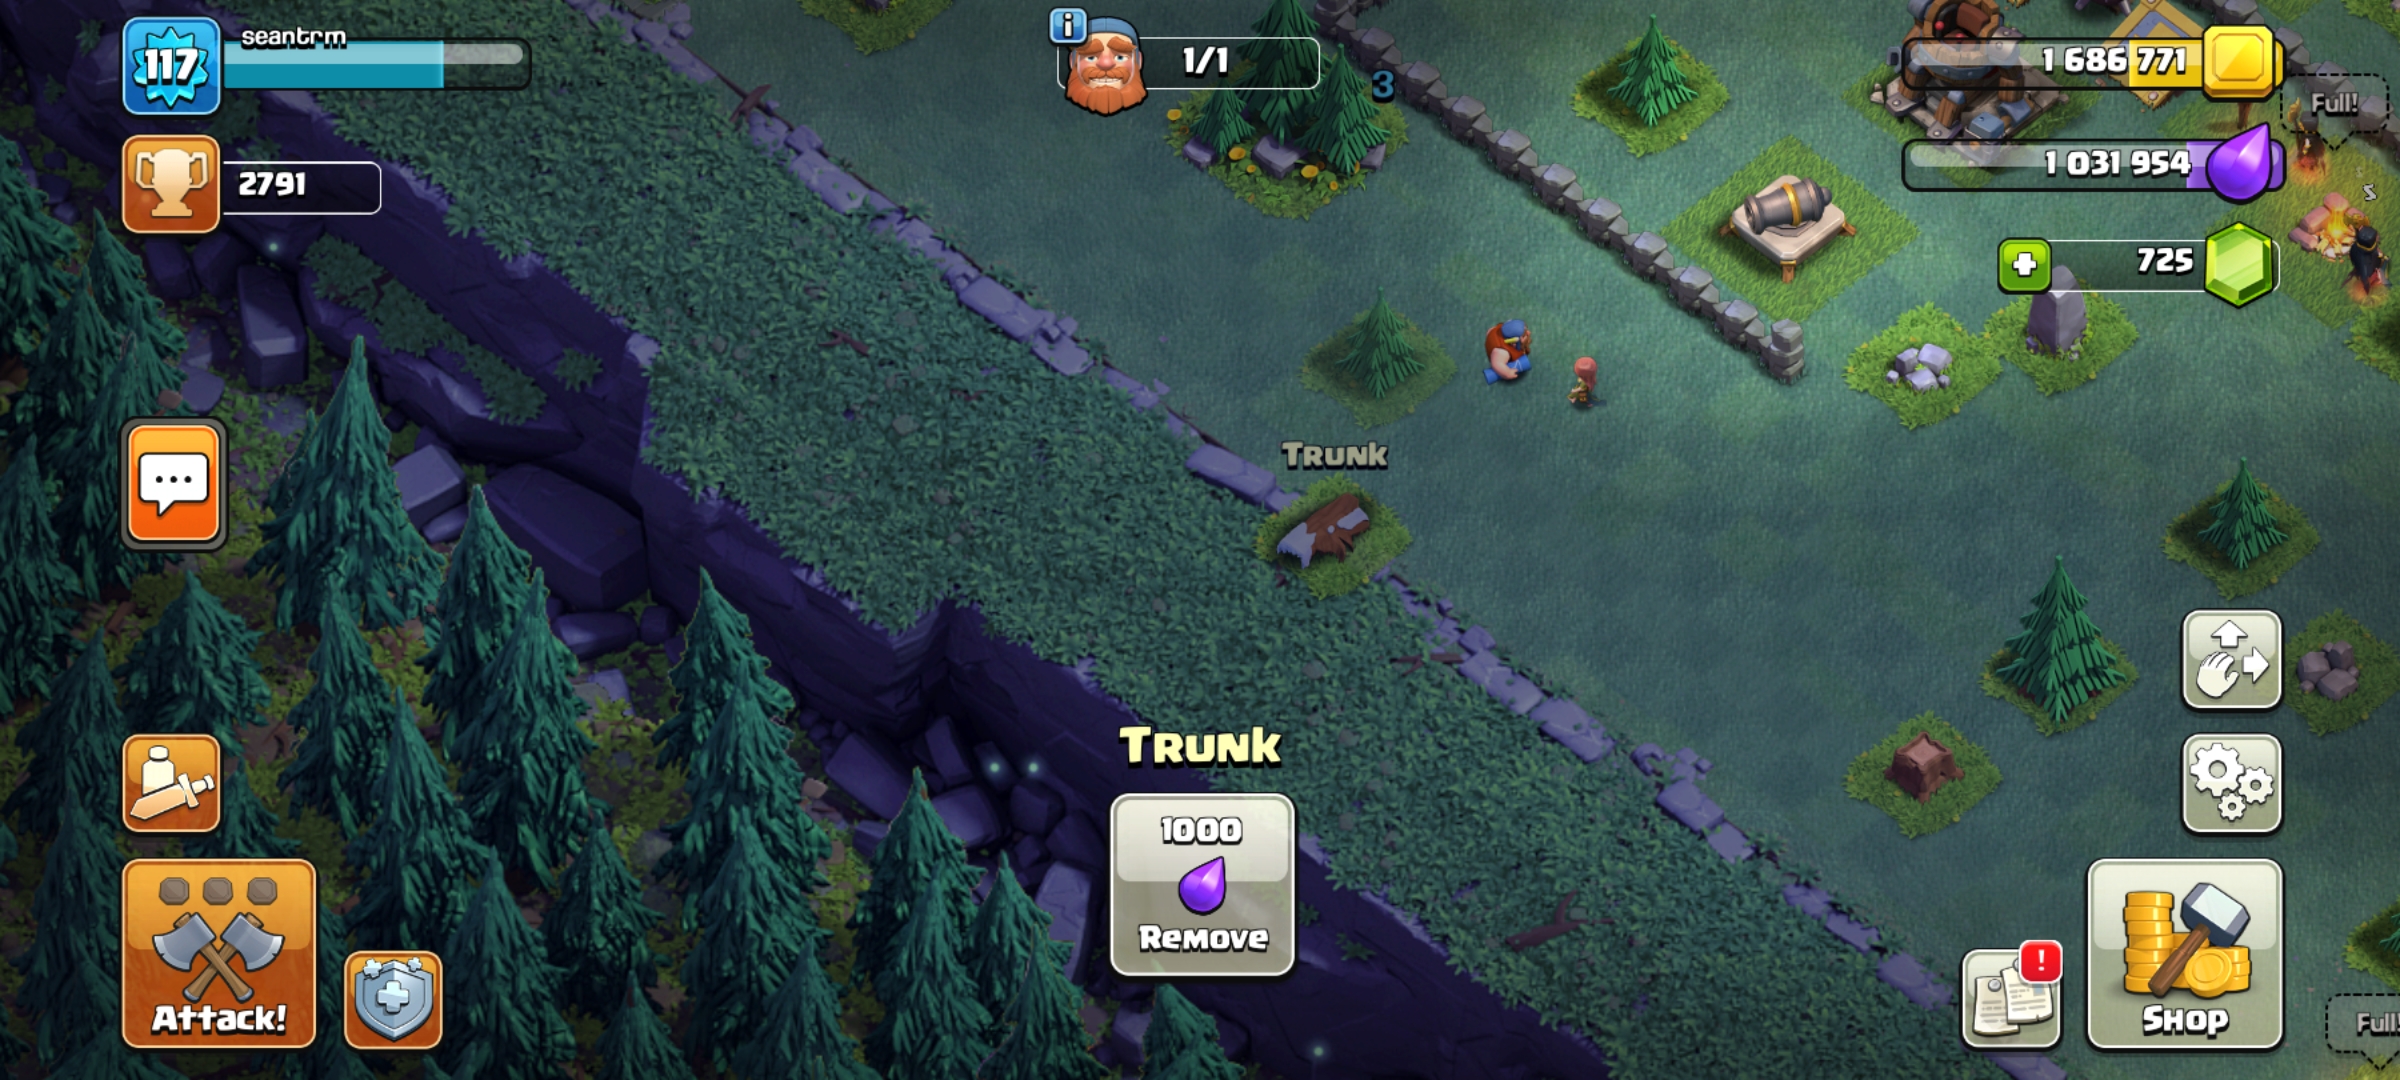 117
seantrm
i
1/1
3
1 686 771
Full!
2791
1 031 954
725
Trunk
Trunk
1000
Remove
Attack!
!
Shop
Full!